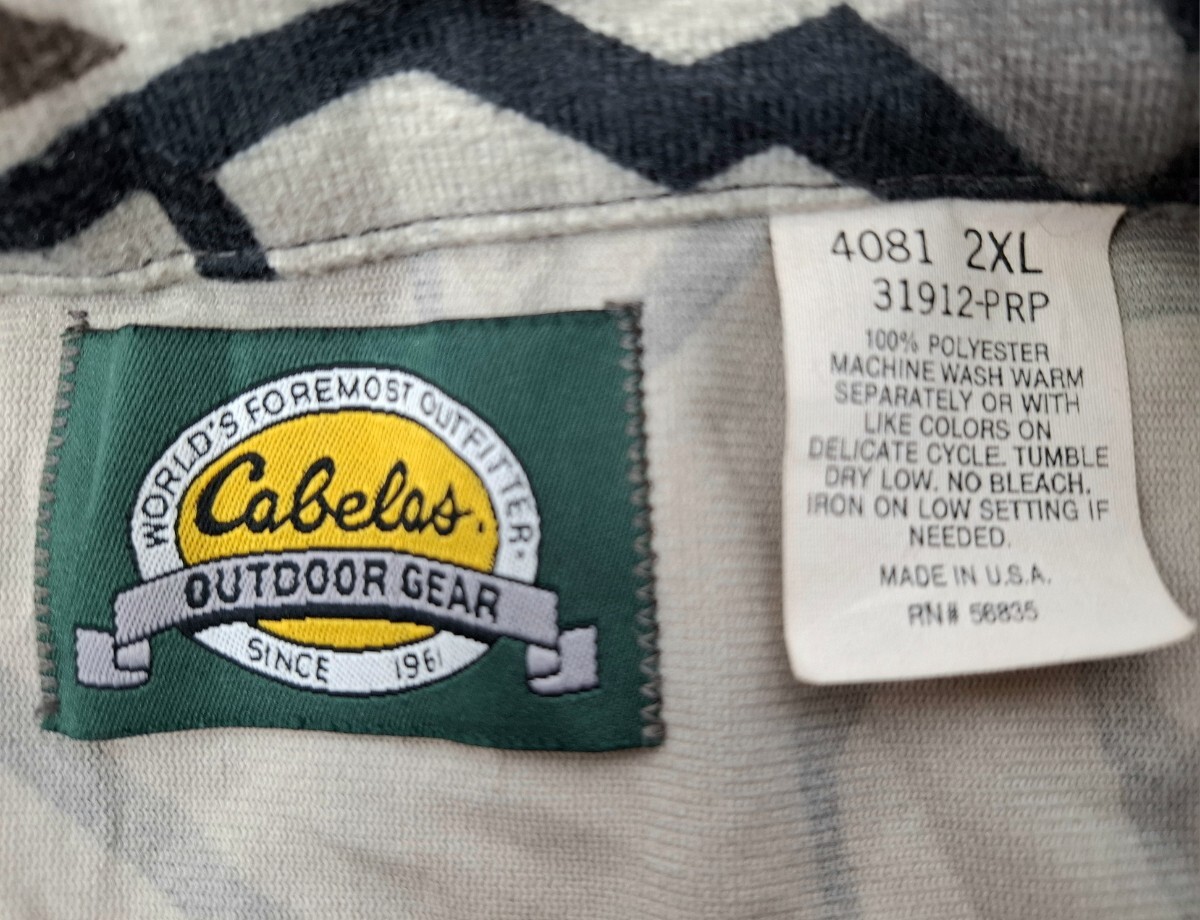 WORLD'S FOREMOST OUTFITTER
Cabelas.
OUTDOOR GEAR
SINCE 1961
4081 2XL
31912-PRP
100% POLYESTER
MACHINE WASH WARM
SEPARATELY OR WITH
LIKE COLORS ON
DELICATE CYCLE. TUMBLE
DRY LOW. NO BLEACH.
IRON ON LOW SETTING IF
NEEDED.
MADE IN U.S.A.
RN# 56835